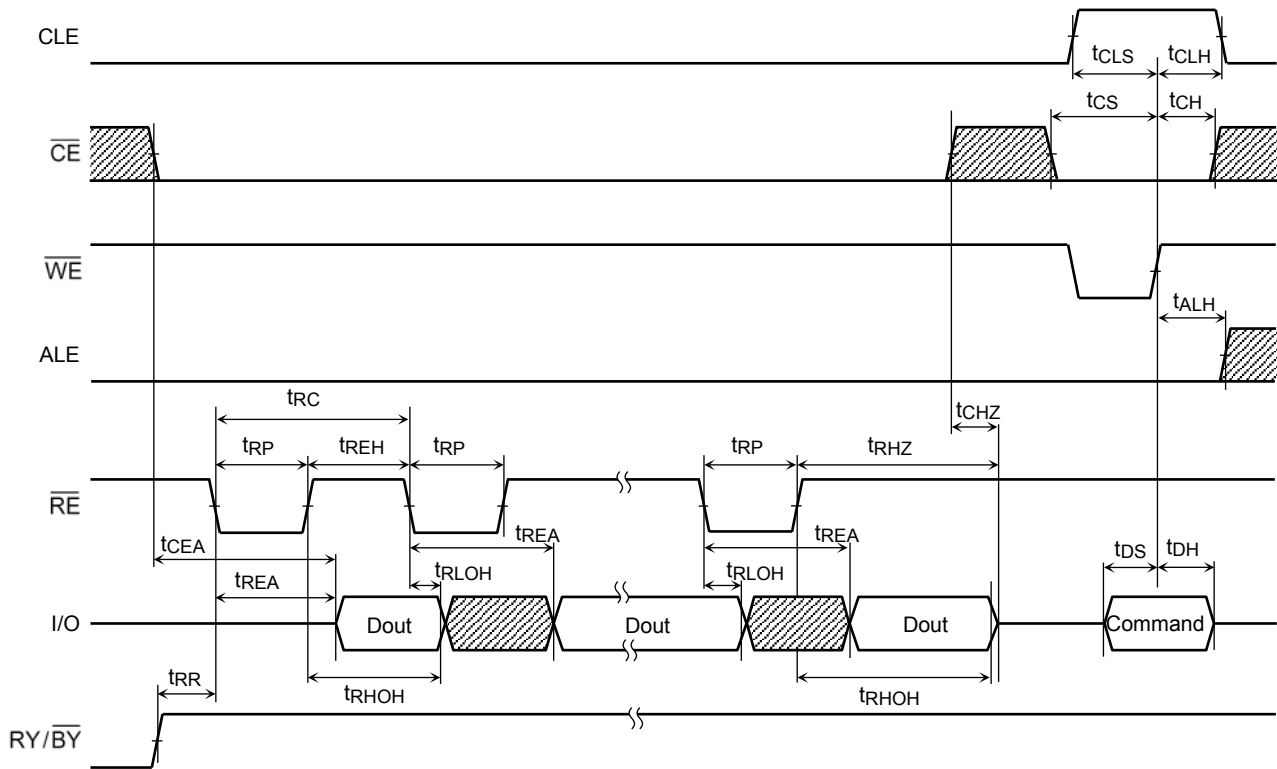 CLE
tCLS tCLH
tCS tCH
CE
WE
tALH
ALE
tRC
tCHZ
tRP tREH tRP tRP tRHZ
RE
tCEA tREA tREA tDS tDH
tREA tRLOH tRLOH
I/O Dout Dout Dout Command
tRR tRHOH tRHOH
RY/BY